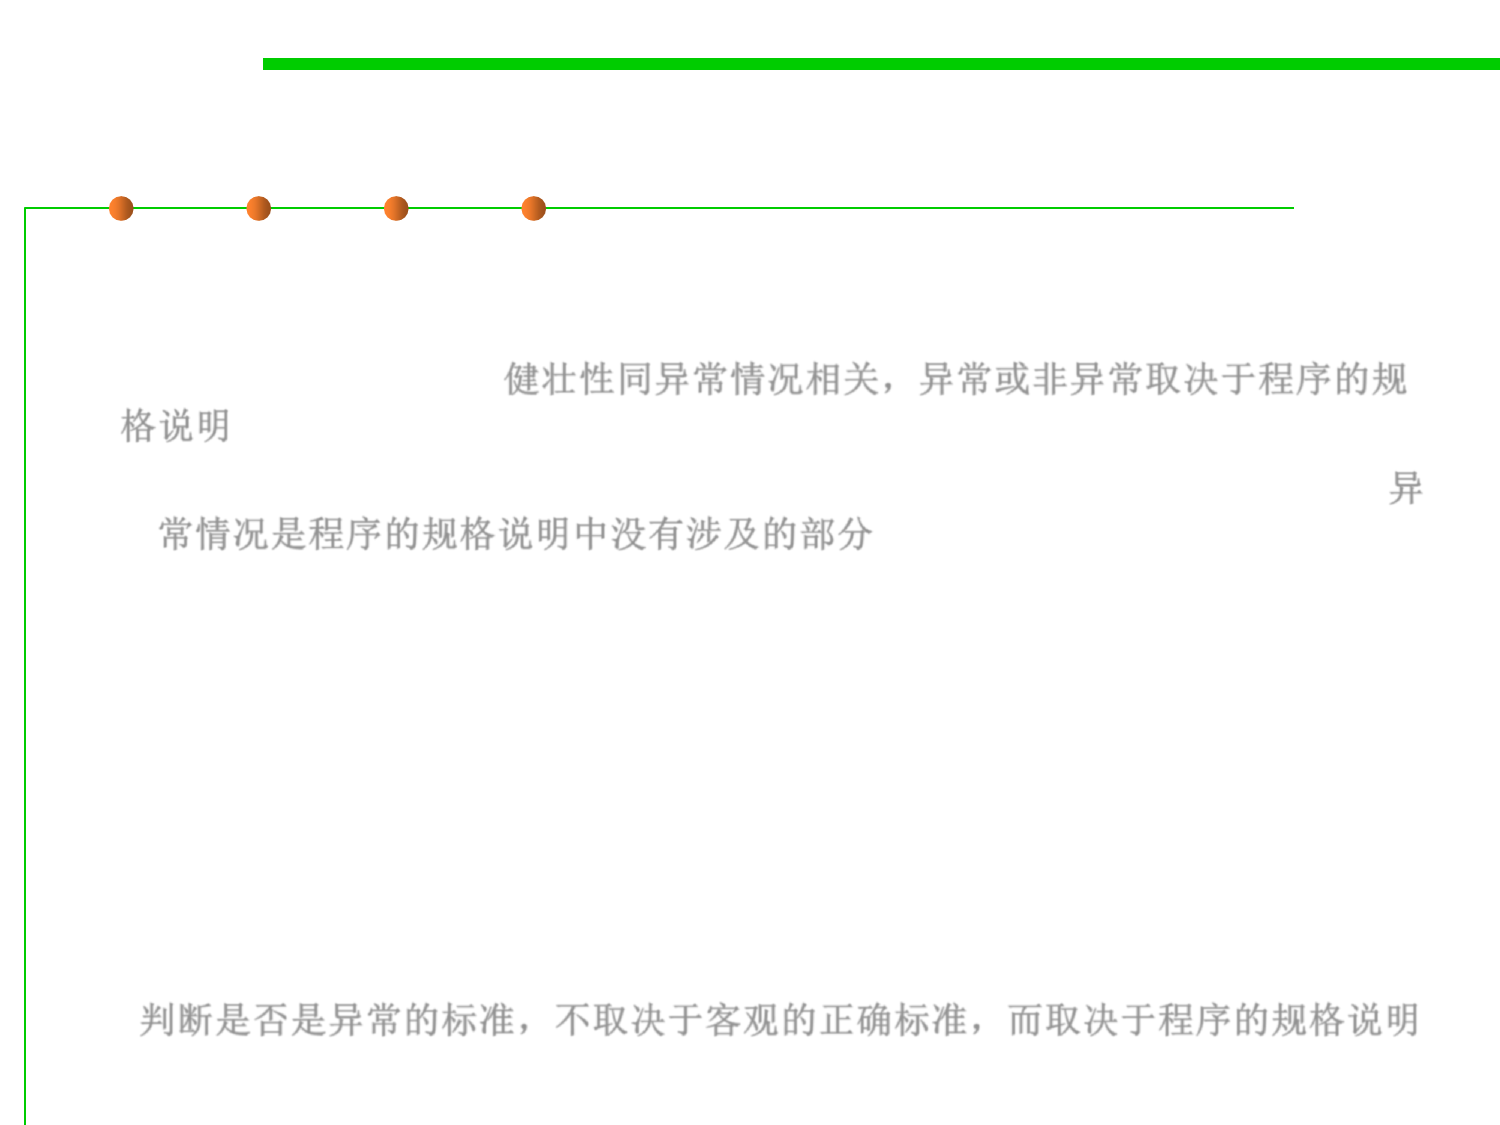 健壮性同异常情况相关，异常或非异常取决于程序的规
格说明
异
常情况是程序的规格说明中没有涉及的部分
判断是否是异常的标准，不取决于客观的正确标准，而取决于程序的规格说明